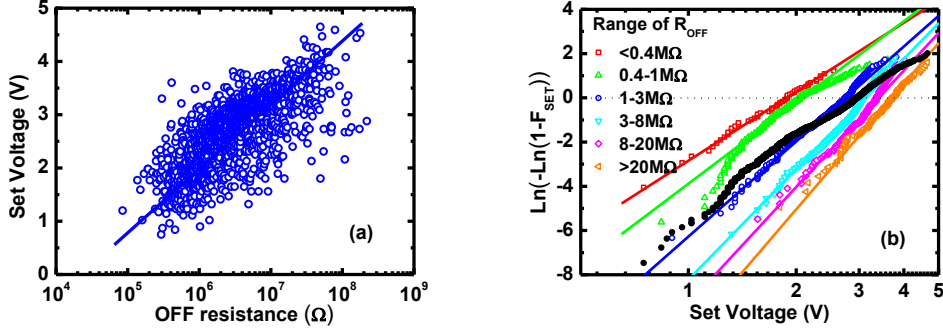 5
4
3
2
1
0
Set Voltage (V)
10^4 10^5 10^6 10^7 10^8 10^9
OFF resistance (Ω)
(a)
4
2
0
-2
-4
-6
-8
Ln(-Ln(1-F_SET))
Range of R_OFF
<0.4MΩ
0.4-1MΩ
1-3MΩ
3-8MΩ
8-20MΩ
>20MΩ
(b)
1 2 3 4 5
Set Voltage (V)